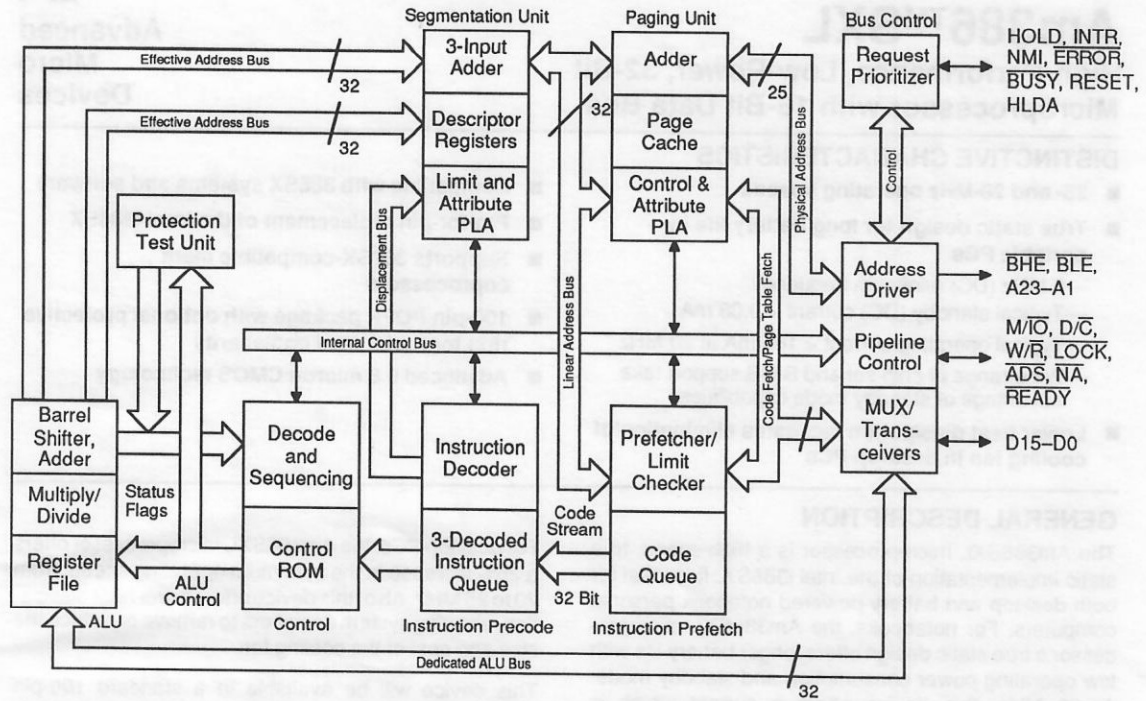 Segmentation Unit
Paging Unit
Bus Control
3-Input
Adder
Adder
Request
Prioritizer
HOLD, INTR,
NMI, ERROR,
BUSY, RESET,
HLDA
Effective Address Bus
32
25
Effective Address Bus
32
32
Descriptor
Registers
Page
Cache
Limit and
Attribute
PLA
Control &
Attribute
PLA
Physical Address Bus
Control
Protection
Test Unit
Displacement Bus
Address
Driver
BHE, BLE,
A23–A1
Internal Control Bus
Linear Address Bus
Code Fetch/Page Table Fetch
Pipeline
Control
M/IO, D/C,
W/R, LOCK,
ADS, NA,
READY
Barrel
Shifter,
Adder
Multiply/
Divide
Register
File
Status
Flags
Decode
and
Sequencing
Instruction
Decoder
Prefetcher/
Limit
Checker
MUX/
Trans-
ceivers
D15–D0
Control
ROM
3-Decoded
Instruction
Queue
Code
Stream
32 Bit
Code
Queue
ALU
ALU
Control
Control
Instruction Precode
Instruction Prefetch
Dedicated ALU Bus
32